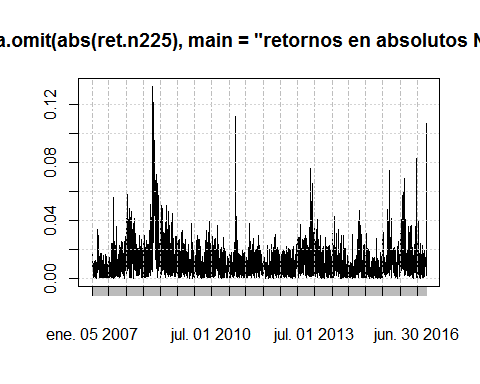 a.omit(abs(ret.n225), main = "retornos en absolutos N
0.12
0.08
0.04
0.00
ene. 05 2007 jul. 01 2010 jul. 01 2013 jun. 30 2016